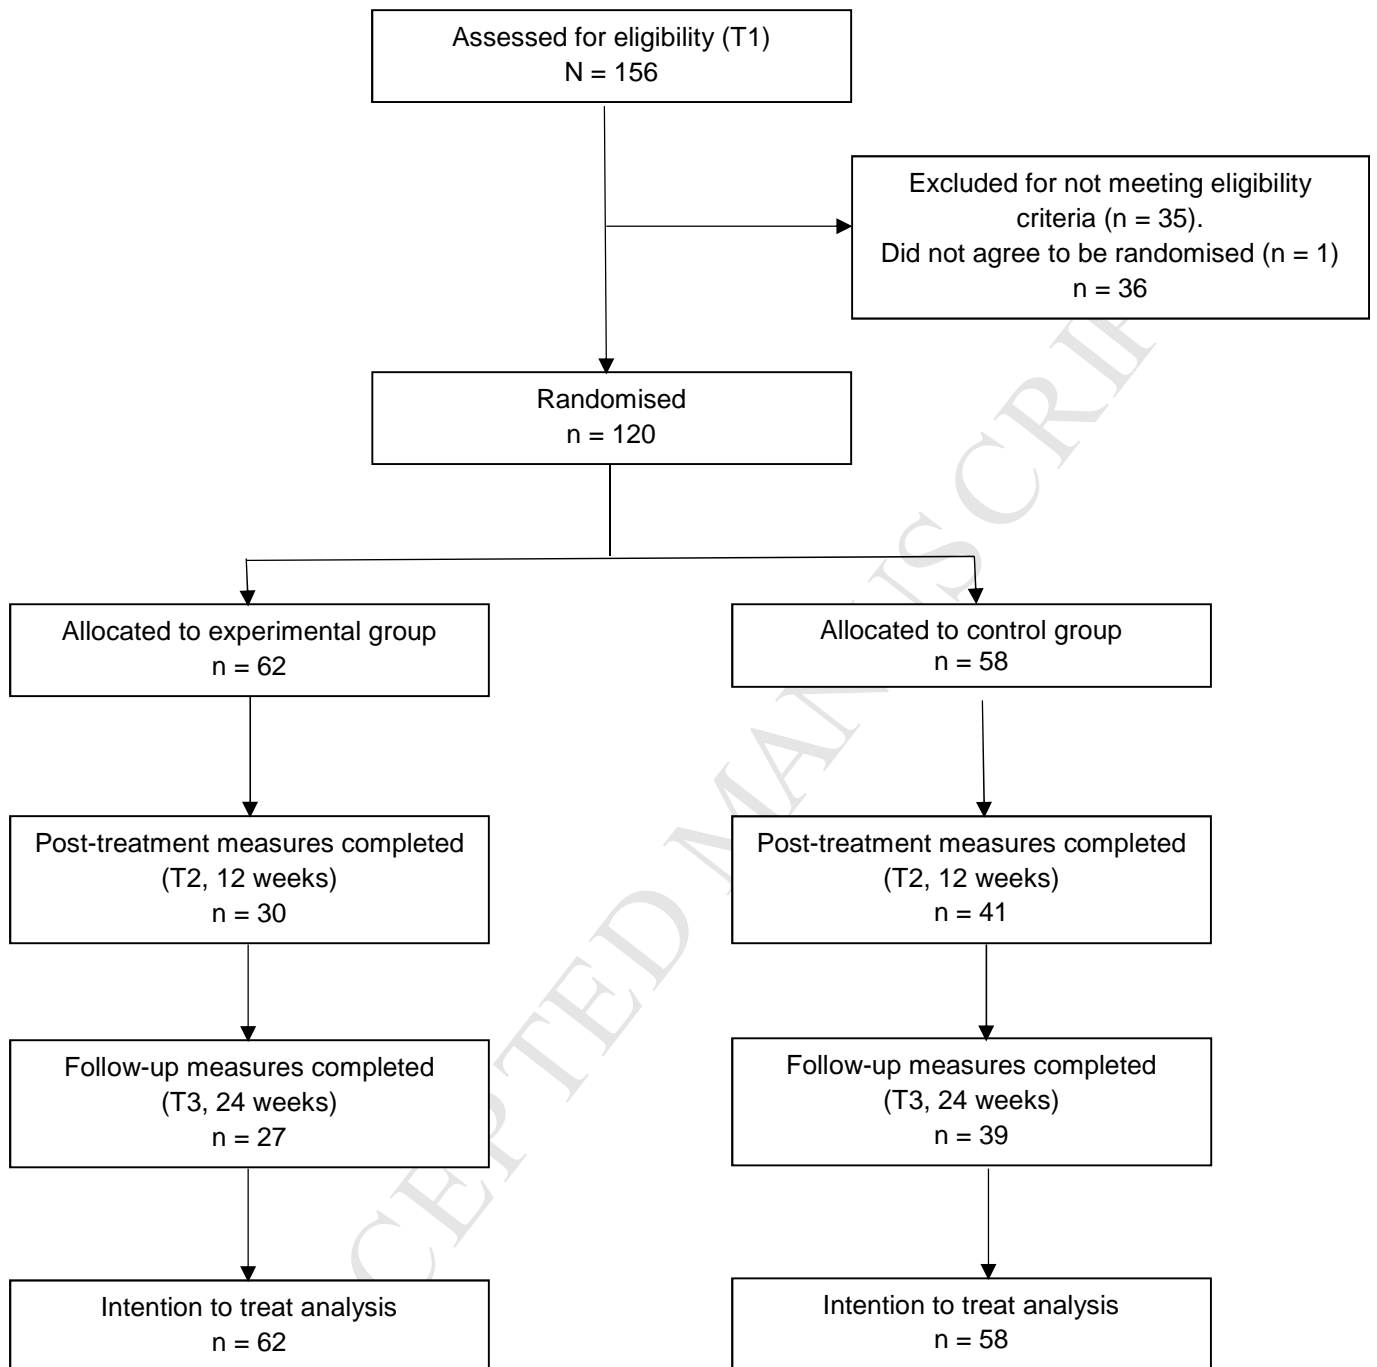 Assessed for eligibility (T1)
N = 156
Excluded for not meeting eligibility
criteria (n = 35).
Did not agree to be randomised (n = 1)
n = 36
Randomised
n = 120
Allocated to experimental group
n = 62
Allocated to control group
n = 58
Post-treatment measures completed
(T2, 12 weeks)
n = 30
Post-treatment measures completed
(T2, 12 weeks)
n = 41
Follow-up measures completed
(T3, 24 weeks)
n = 27
Follow-up measures completed
(T3, 24 weeks)
n = 39
Intention to treat analysis
n = 62
Intention to treat analysis
n = 58
CEPTED MANUSCRIP